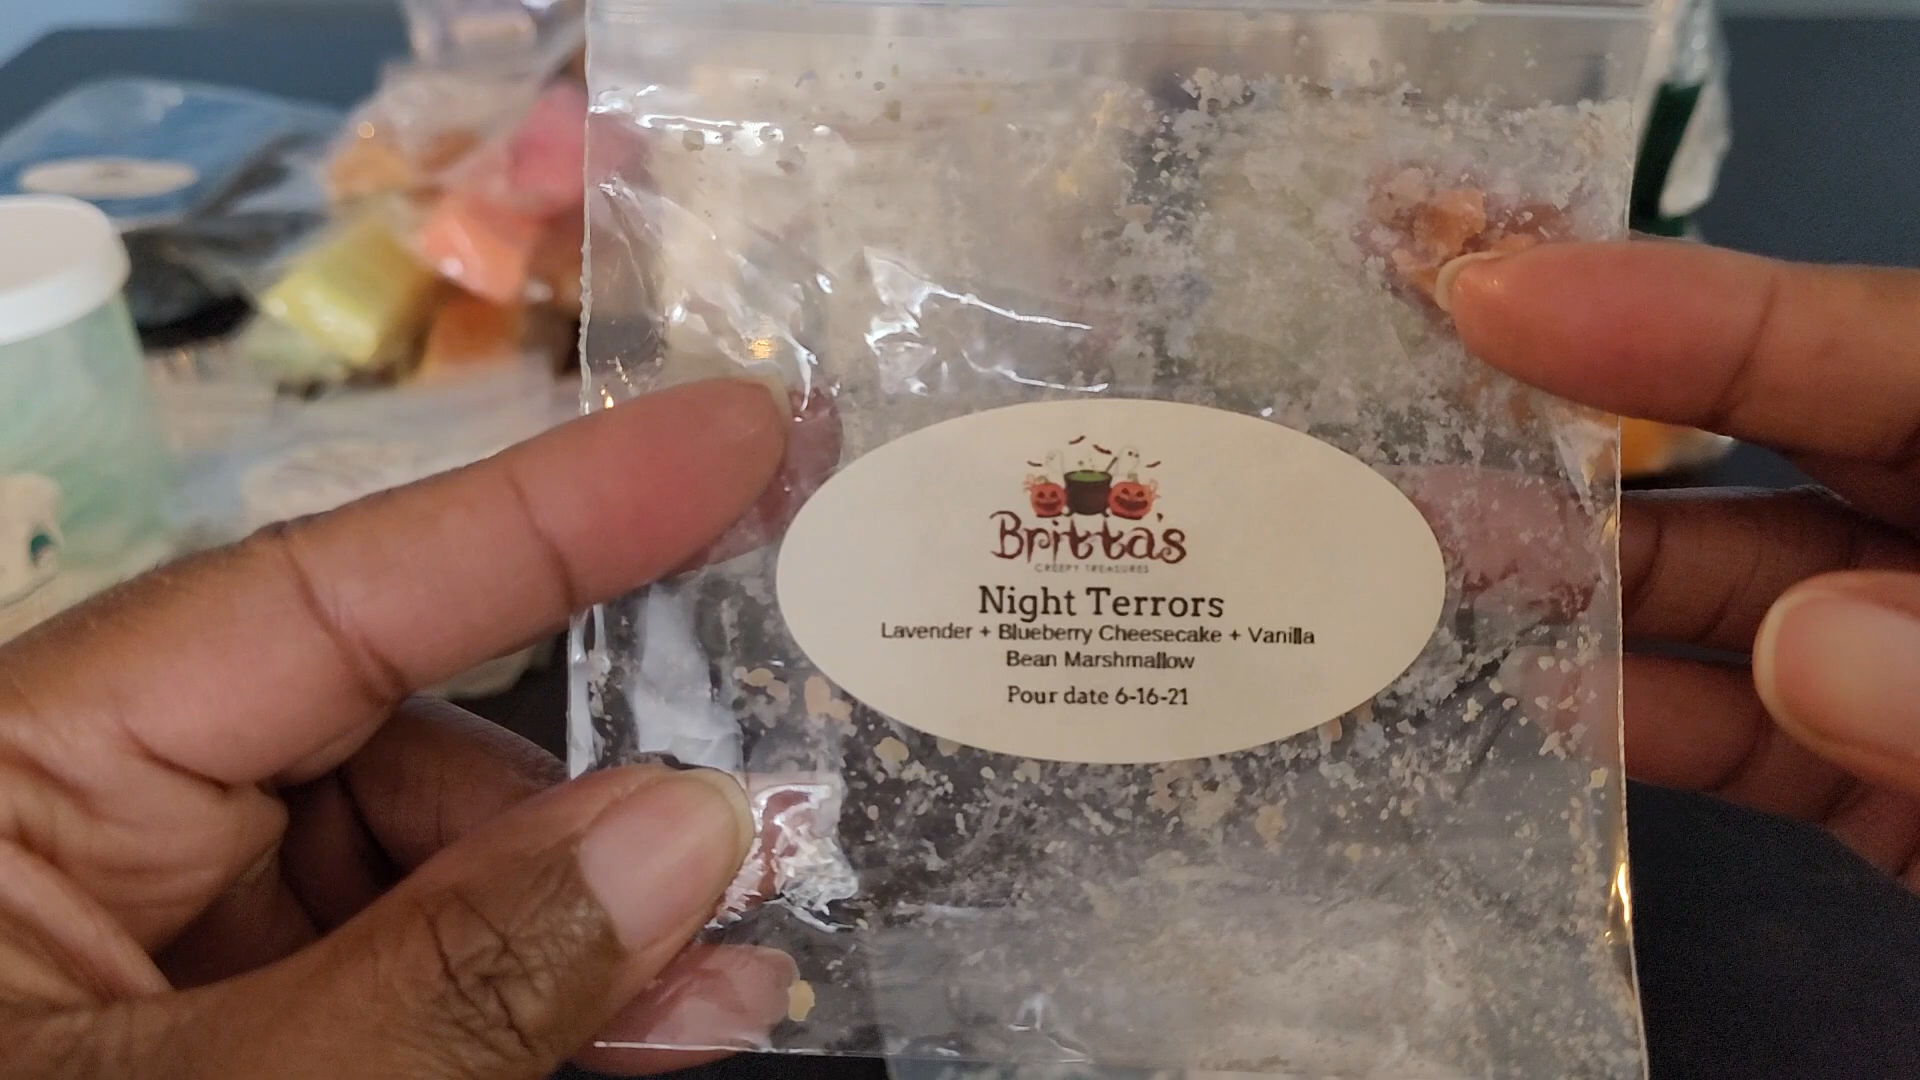 Britta's
CREEPY TREASURES
Night Terrors
Lavender + Blueberry Cheesecake + Vanilla
Bean Marshmallow
Pour date 6-16-21